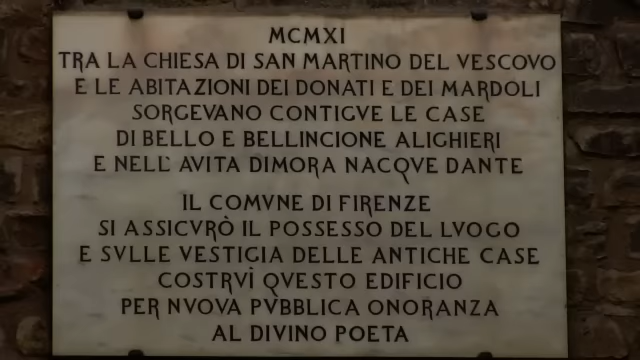 MCMXI
TRA LA CHIESA DI SAN MARTINO DEL VESCOVO
E LE ABITAZIONI DEI DONATI E DEI MARDOLI
SORGEVANO CONTIGVE LE CASE
DI BELLO E BELLINCIONE ALIGHIERI
E NELL' AVITA DIMORA NACQVE DANTE
IL COMVNE DI FIRENZE
SI ASSICVRÒ IL POSSESSO DEL LVOGO
E SVLLE VESTIGIA DELLE ANTICHE CASE
COSTRVÌ QVESTO EDIFICIO
PER NVOVA PVBBLICA ONORANZA
AL DIVINO POETA